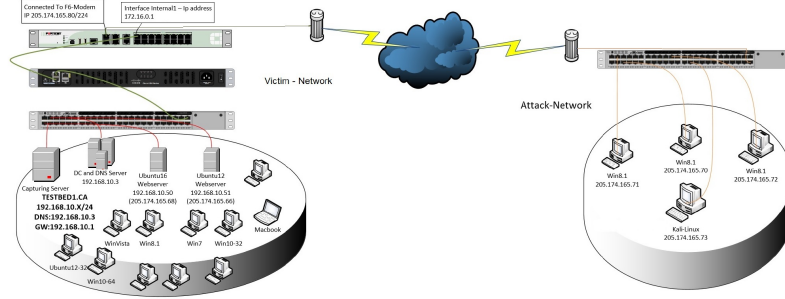 Connected To F6-Modem
IP 205.174.165.80/224
Interface Internal1 – Ip address
172.16.0.1
Victim - Network
Attack-Network
Capturing Server
DC and DNS Server
192.168.10.3
Ubuntu16
Webserver
192.168.10.50
(205.174.165.68)
Ubuntu12
Webserver
192.168.10.51
(205.174.165.66)
TESTBED1.CA
192.168.10.X/24
DNS:192.168.10.3
GW:192.168.10.1
Macbook
WinVista
Win8.1
Win7
Win10-32
Ubuntu12-32
Win10-64
Win8.1
205.174.165.71
Win8.1
205.174.165.70
Win8.1
205.174.165.72
Kali-Linux
205.174.165.73